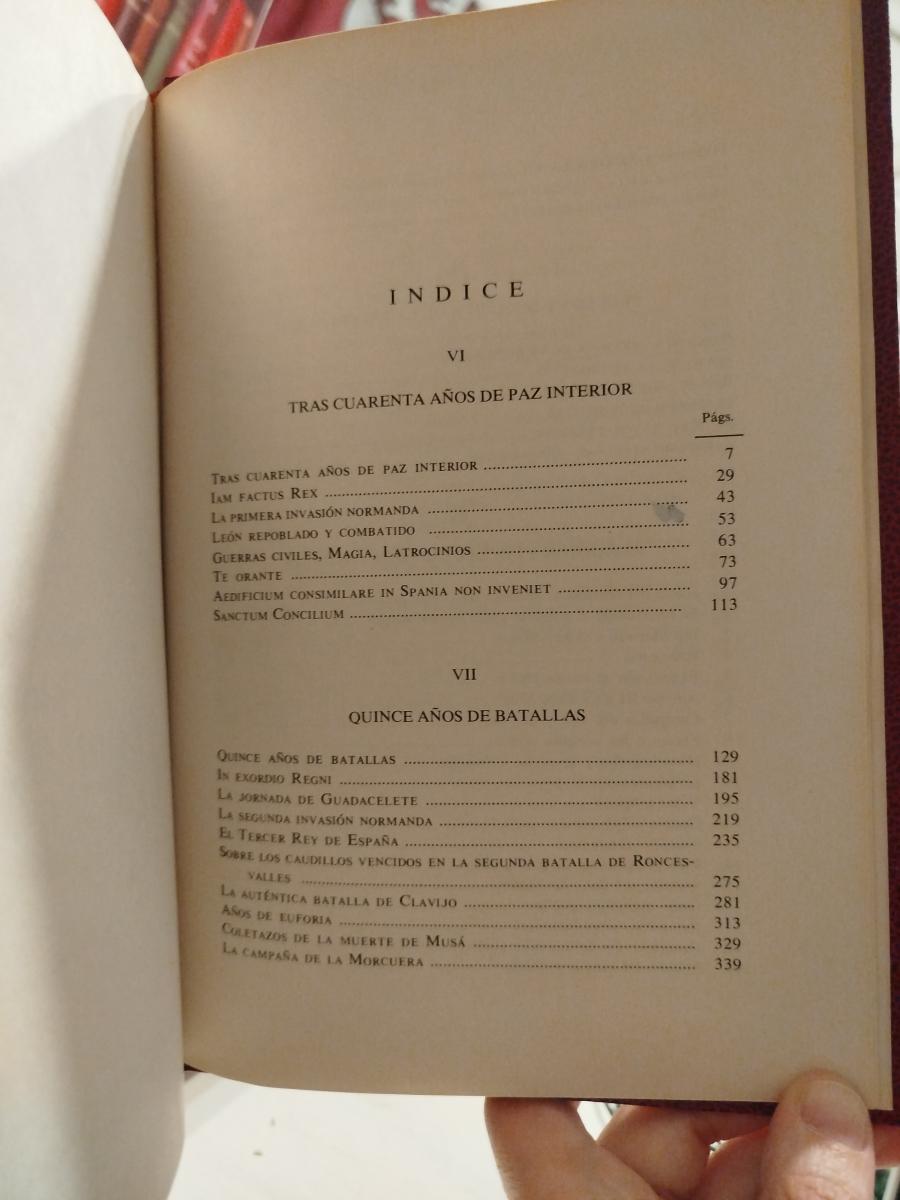 INDICE
VI
TRAS CUARENTA AÑOS DE PAZ INTERIOR
Págs.
TRAS CUARENTA AÑOS DE PAZ INTERIOR ........ 7
IAM FACTUS REX ........ 29
LA PRIMERA INVASIÓN NORMANDA ........ 43
LEÓN REPOBLADO Y COMBATIDO ........ 53
GUERRAS CIVILES, MAGIA, LATROCINIOS ........ 63
TE ORANTE ........ 73
AEDIFICIUM CONSIMILARE IN SPANIA NON INVENIET ........ 97
SANCTUM CONCILIUM ........ 113
VII
QUINCE AÑOS DE BATALLAS
QUINCE AÑOS DE BATALLAS ........ 129
IN EXORDIO REGNI ........ 181
LA JORNADA DE GUADACELETE ........ 195
LA SEGUNDA INVASIÓN NORMANDA ........ 219
EL TERCER REY DE ESPAÑA ........ 235
SOBRE LOS CAUDILLOS VENCIDOS EN LA SEGUNDA BATALLA DE RONCES-
VALLES ........ 275
LA AUTÉNTICA BATALLA DE CLAVIJO ........ 281
AÑOS DE EUFORIA ........ 313
COLETAZOS DE LA MUERTE DE MUSÁ ........ 329
LA CAMPAÑA DE LA MORCUERA ........ 339